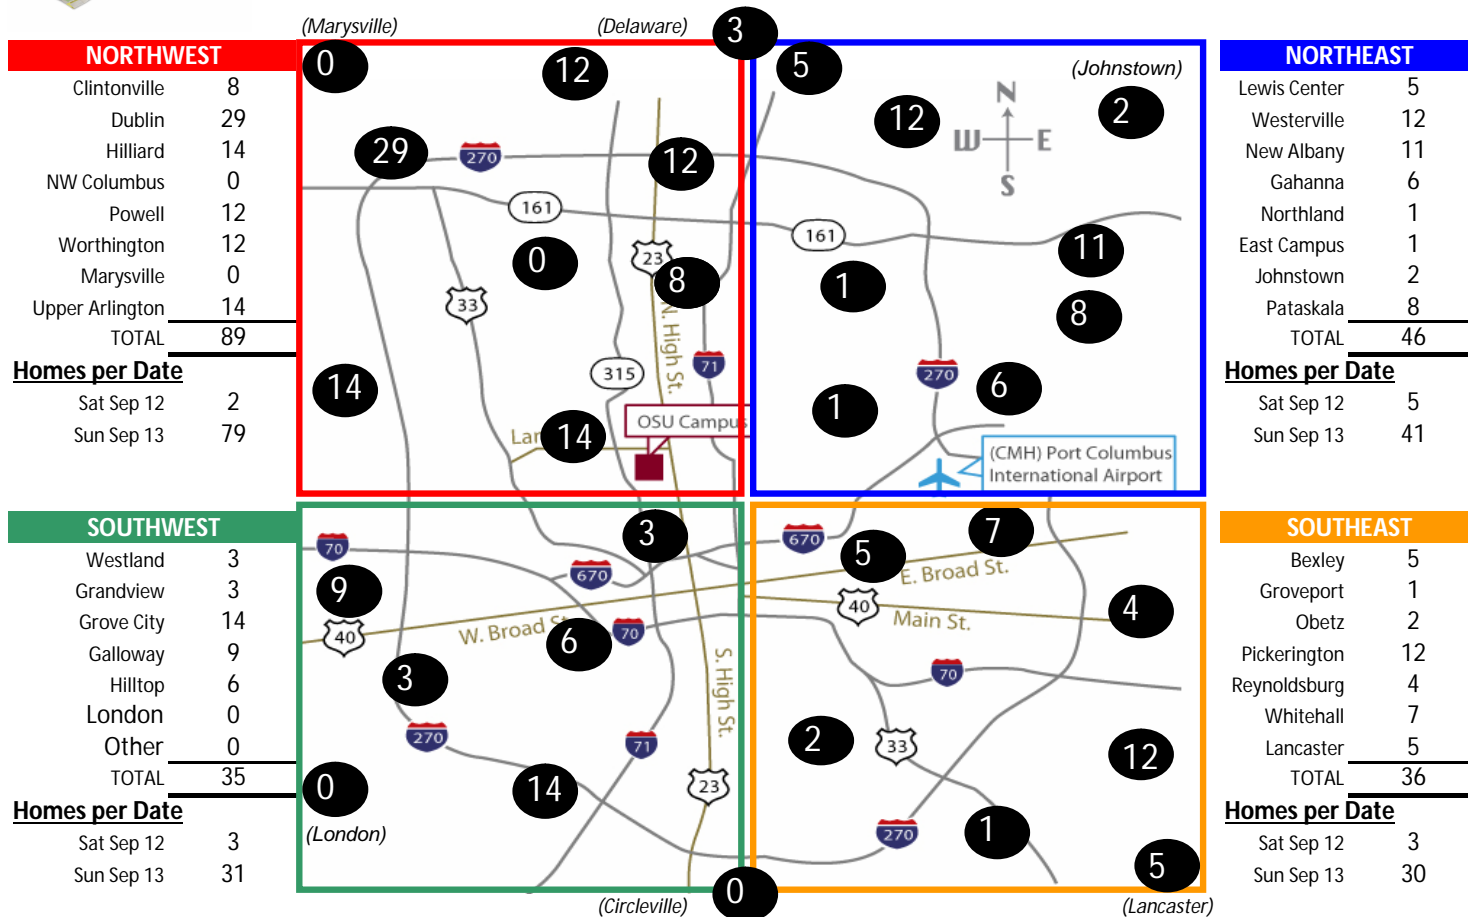 NORTHWEST
Clintonville 8
Dublin 29
Hilliard 14
NW Columbus 0
Powell 12
Worthington 12
Marysville 0
Upper Arlington 14
TOTAL 89
Homes per Date
Sat Sep 12 2
Sun Sep 13 79
SOUTHWEST
Westland 3
Grandview 3
Grove City 14
Galloway 9
Hilltop 6
London 0
Other 0
TOTAL 35
Homes per Date
Sat Sep 12 3
Sun Sep 13 31
(Marysville)
(Delaware)
3
0
12
5
(Johnstown)
12
2
N
W E
S
29
270
12
161
161
11
0
23
8
1
33
8
N. High St.
315
71
270
6
14
1
OSU Campus
14
(CMH) Port Columbus
International Airport
3
7
70
670
670
5
E. Broad St.
9
40
40
Main St.
4
W. Broad St.
6
70
3
S. High St.
70
270
71
2
33
12
0
14
23
(London)
270
1
5
0
(Circleville)
(Lancaster)
NORTHEAST
Lewis Center 5
Westerville 12
New Albany 11
Gahanna 6
Northland 1
East Campus 1
Johnstown 2
Pataskala 8
TOTAL 46
Homes per Date
Sat Sep 12 5
Sun Sep 13 41
SOUTHEAST
Bexley 5
Groveport 1
Obetz 2
Pickerington 12
Reynoldsburg 4
Whitehall 7
Lancaster 5
TOTAL 36
Homes per Date
Sat Sep 12 3
Sun Sep 13 30